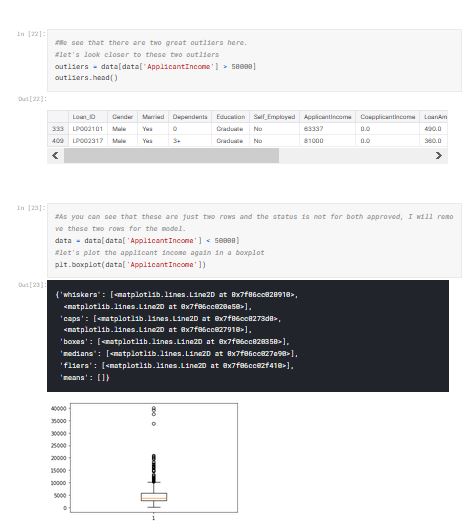 In [22]:
#We see that there are two great outliers here.
#let's look closer to these two outliers
outliers = data[data['ApplicantIncome'] > 50000]
outliers.head()
Out[22]:
Loan_ID Gender Married Dependents Education Self_Employed ApplicantIncome CoapplicantIncome LoanAm
333 LP002101 Male Yes 0 Graduate No 63337 0.0 490.0
409 LP002317 Male Yes 3+ Graduate No 81000 0.0 360.0
In [23]:
#As you can see that these are just two rows and the status is not for both approved, I will remo
ve these two rows for the model.
data = data[data['ApplicantIncome'] < 50000]
#let's plot the applicant income again in a boxplot
plt.boxplot(data['ApplicantIncome'])
Out[23]:
{'whiskers': [<matplotlib.lines.Line2D at 0x7f06cc020910>,
<matplotlib.lines.Line2D at 0x7f06cc020e50>],
'caps': [<matplotlib.lines.Line2D at 0x7f06cc0273d0>,
<matplotlib.lines.Line2D at 0x7f06cc027910>],
'boxes': [<matplotlib.lines.Line2D at 0x7f06cc020350>],
'medians': [<matplotlib.lines.Line2D at 0x7f06cc027e90>],
'fliers': [<matplotlib.lines.Line2D at 0x7f06cc02f410>],
'means': []}
40000
35000
30000
25000
20000
15000
10000
5000
0
1